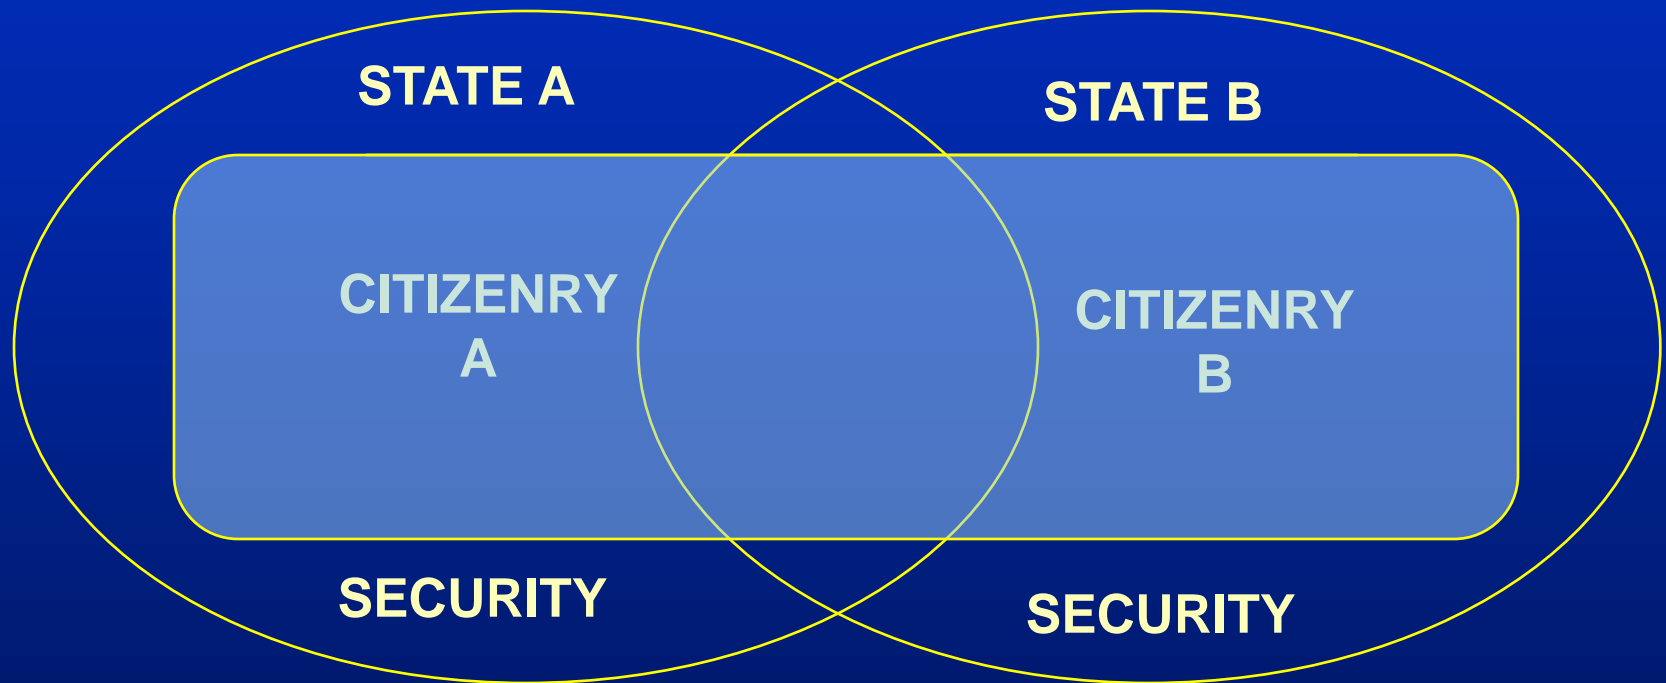 STATE A
STATE B
CITIZENRY
A
CITIZENRY
B
SECURITY
SECURITY